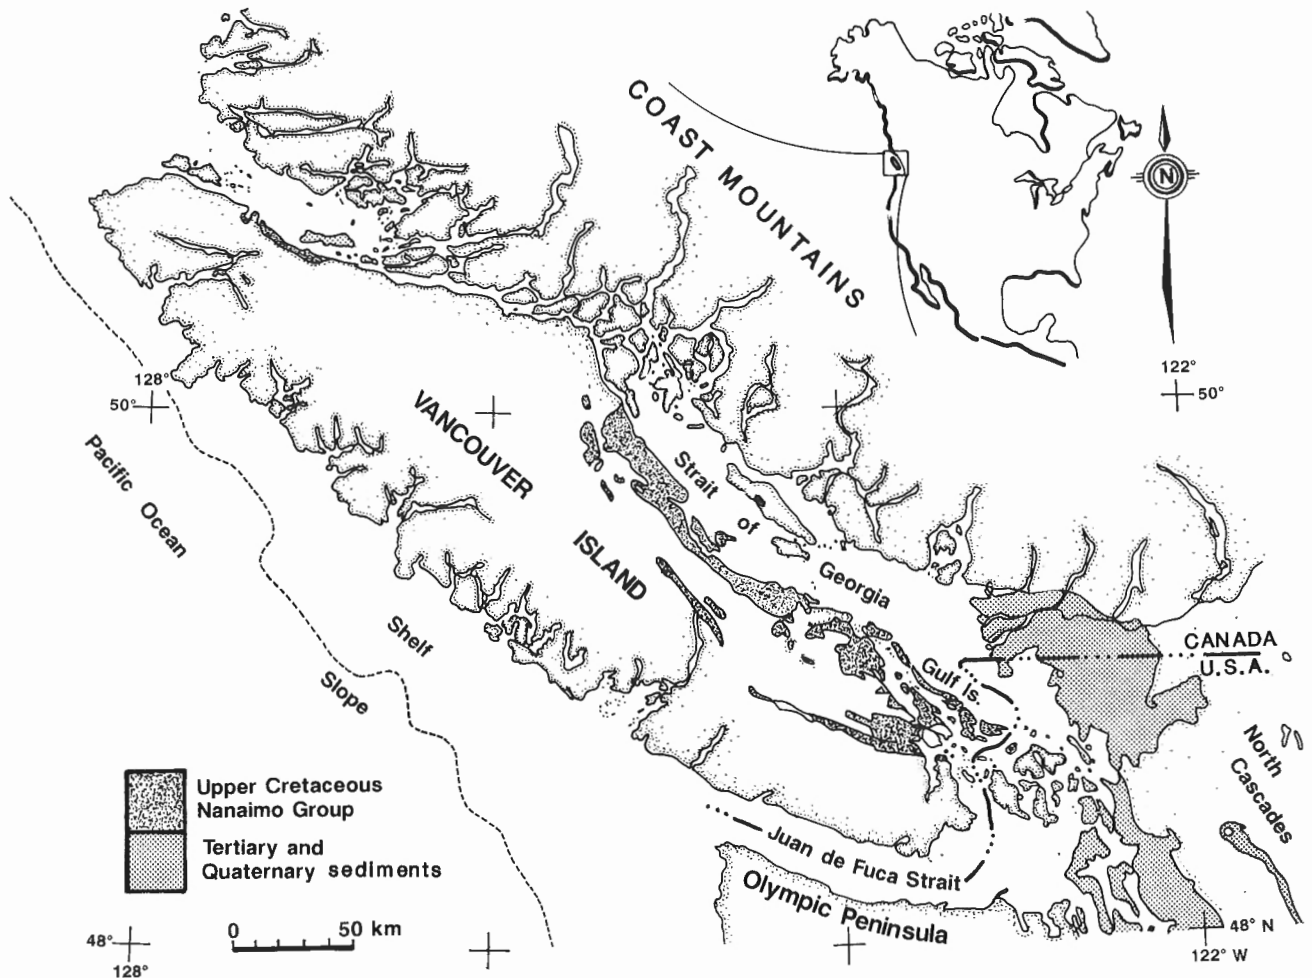 COAST MOUNTAINS
N
122°
50°
128°
50°
VANCOUVER
ISLAND
Strait
of
Georgia
Pacific
Ocean
Shelf
Slope
Gulf Is.
CANADA
U.S.A.
North
Cascades
Upper Cretaceous
Nanaimo Group
Tertiary and
Quaternary sediments
Juan de Fuca Strait
Olympic Peninsula
0 50 km
48°
128°
48° N
122° W